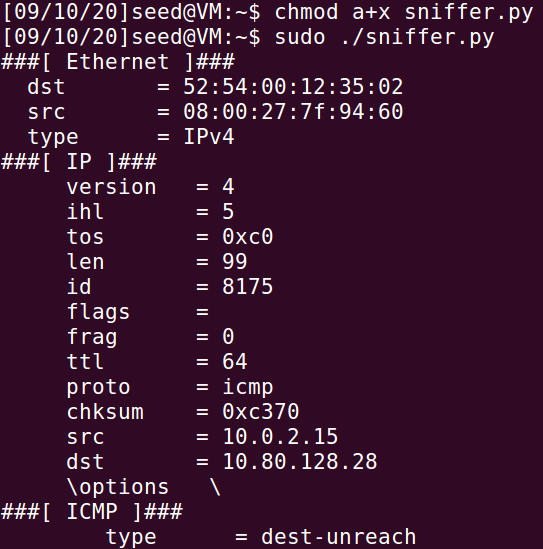 [09/10/20]seed@VM:~$ chmod a+x sniffer.py
[09/10/20]seed@VM:~$ sudo ./sniffer.py
###[ Ethernet ]###
  dst       = 52:54:00:12:35:02
  src       = 08:00:27:7f:94:60
  type      = IPv4
###[ IP ]###
     version   = 4
     ihl       = 5
     tos       = 0xc0
     len       = 99
     id        = 8175
     flags     =
     frag      = 0
     ttl       = 64
     proto     = icmp
     chksum    = 0xc370
     src       = 10.0.2.15
     dst       = 10.80.128.28
     \options   \
###[ ICMP ]###
        type      = dest-unreach